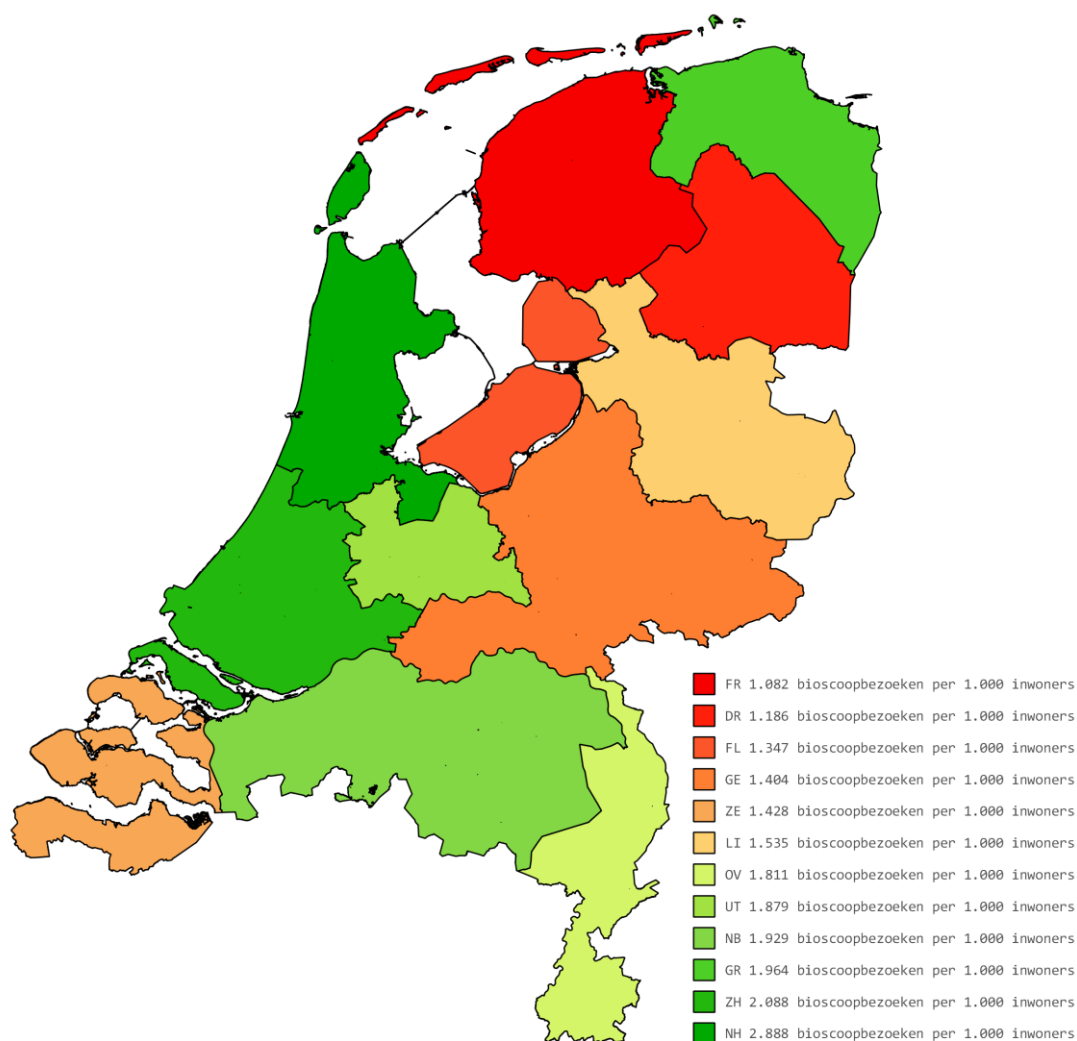 FR 1.082 bioscoopbezoeken per 1.000 inwoners
DR 1.186 bioscoopbezoeken per 1.000 inwoners
FL 1.347 bioscoopbezoeken per 1.000 inwoners
GE 1.404 bioscoopbezoeken per 1.000 inwoners
ZE 1.428 bioscoopbezoeken per 1.000 inwoners
LI 1.535 bioscoopbezoeken per 1.000 inwoners
OV 1.811 bioscoopbezoeken per 1.000 inwoners
UT 1.879 bioscoopbezoeken per 1.000 inwoners
NB 1.929 bioscoopbezoeken per 1.000 inwoners
GR 1.964 bioscoopbezoeken per 1.000 inwoners
ZH 2.088 bioscoopbezoeken per 1.000 inwoners
NH 2.888 bioscoopbezoeken per 1.000 inwoners